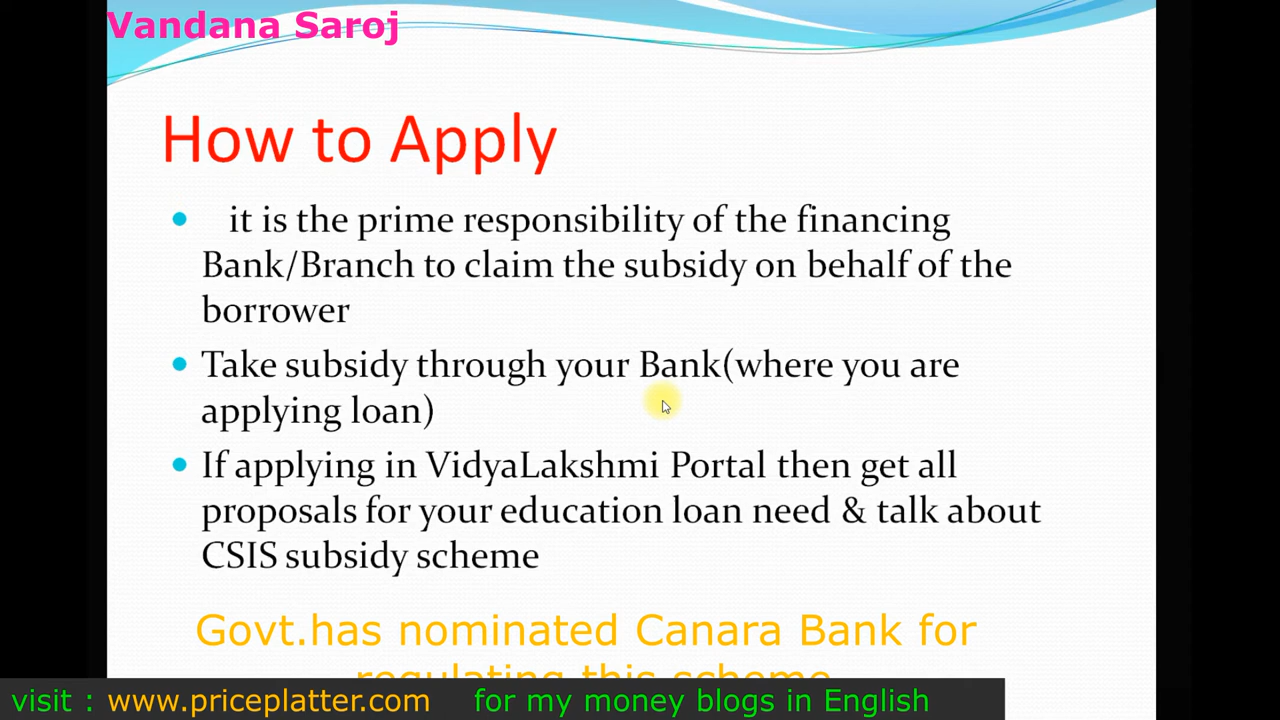 Vandana Saroj
How to Apply
it is the prime responsibility of the financing
Bank/Branch to claim the subsidy on behalf of the
borrower
Take subsidy through your Bank(where you are
applying loan)
If applying in VidyaLakshmi Portal then get all
proposals for your education loan need & talk about
CSIS subsidy scheme
Govt.has nominated Canara Bank for
regulating this scheme
visit : www.priceplatter.com for my money blogs in English